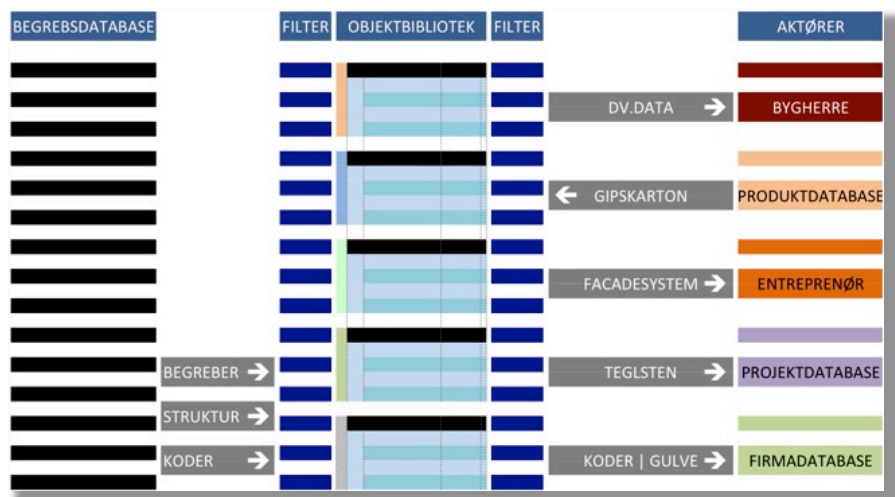 BEGREBSDATABASE FILTER OBJEKTBIBLIOTEK FILTER AKTØRER
DV.DATA BYGHERRE
GIPSKARTON PRODUKTDATABASE
FACADESYSTEM ENTREPRENØR
BEGREBER TEGLSTEN PROJEKTDATABASE
STRUKTUR
KODER KODER | GULVE FIRMADATABASE